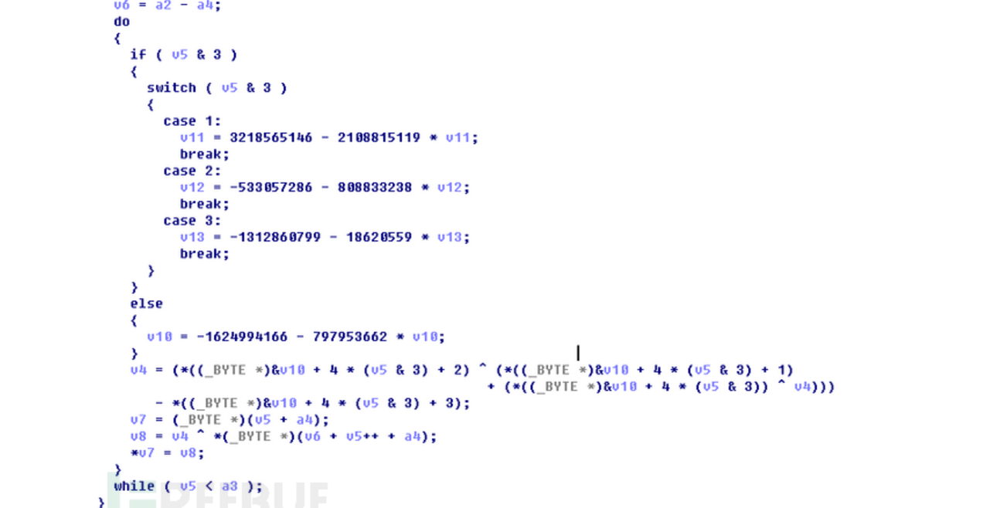 v6 = a2 - a4;
do
{
if ( v5 & 3 )
{
switch ( v5 & 3 )
{
case 1:
v11 = 3218565146 - 2108815119 * v11;
break;
case 2:
v12 = -533057286 - 808833238 * v12;
break;
case 3:
v13 = -1312860799 - 18620559 * v13;
break;
}
}
else
{
v10 = -1624994166 - 797953662 * v10;
}
v4 = (*((_BYTE *)&v10 + 4 * (v5 & 3) + 2) ^ (*((_BYTE *)&v10 + 4 * (v5 & 3) + 1)
+ (*((_BYTE *)&v10 + 4 * (v5 & 3)) ^ v4)))
- *((_BYTE *)&v10 + 4 * (v5 & 3) + 3);
v7 = (_BYTE *)(v5 + a4);
v8 = v4 ^ *(_BYTE *)(v6 + v5++ + a4);
*v7 = v8;
}
while ( v5 < a3 );
}